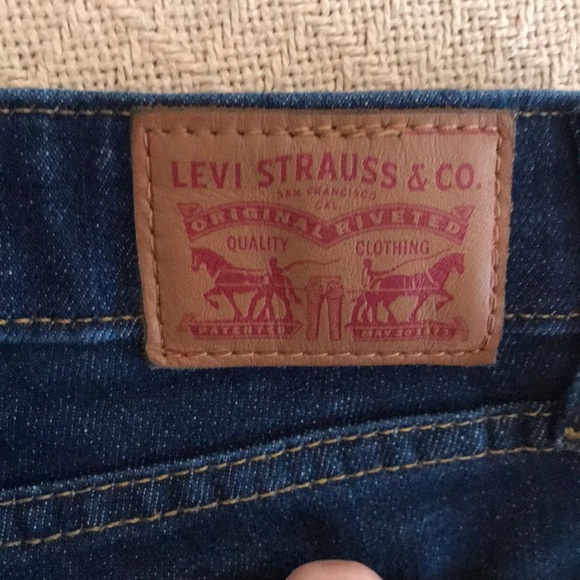 LEVI STRAUSS & CO.
SAN FRANCISCO
CAL.
ORIGINAL RIVETED
QUALITY CLOTHING
PATENTED MAY 20 1873